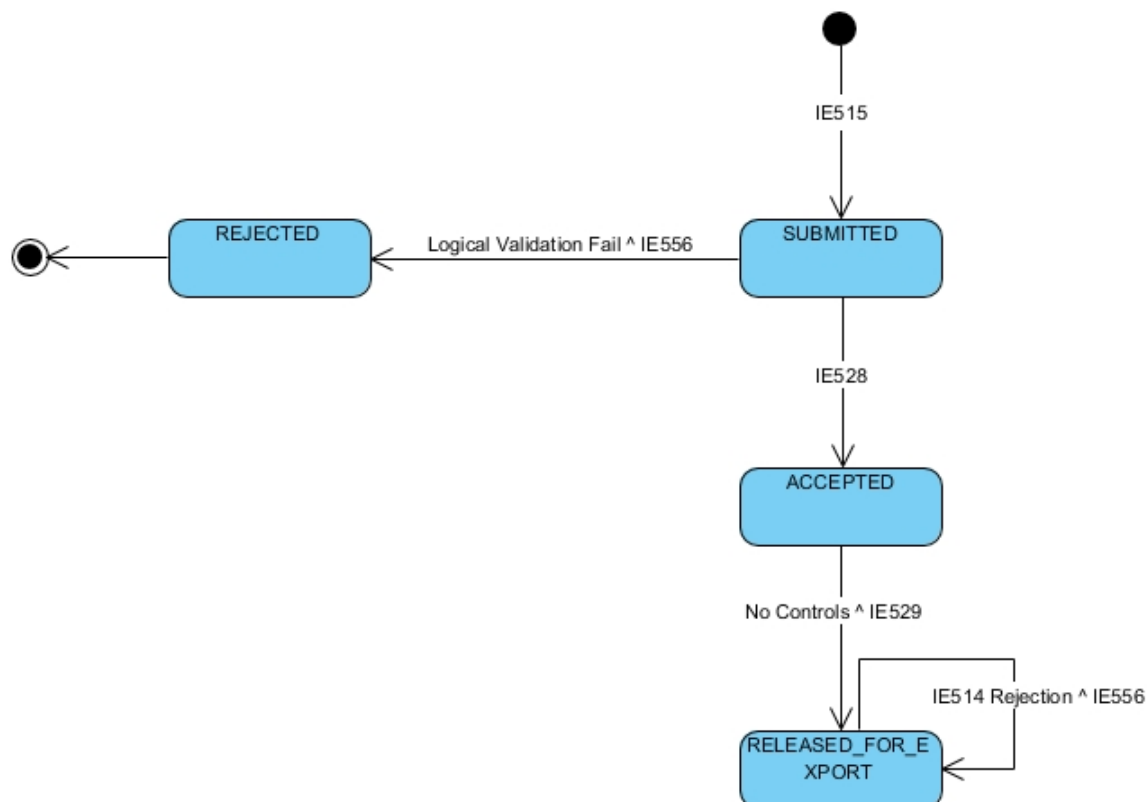 IE515
REJECTED
SUBMITTED
Logical Validation Fail ^ IE556
IE528
ACCEPTED
No Controls ^ IE529
IE514 Rejection ^ IE556
RELEASED_FOR_E
XPORT